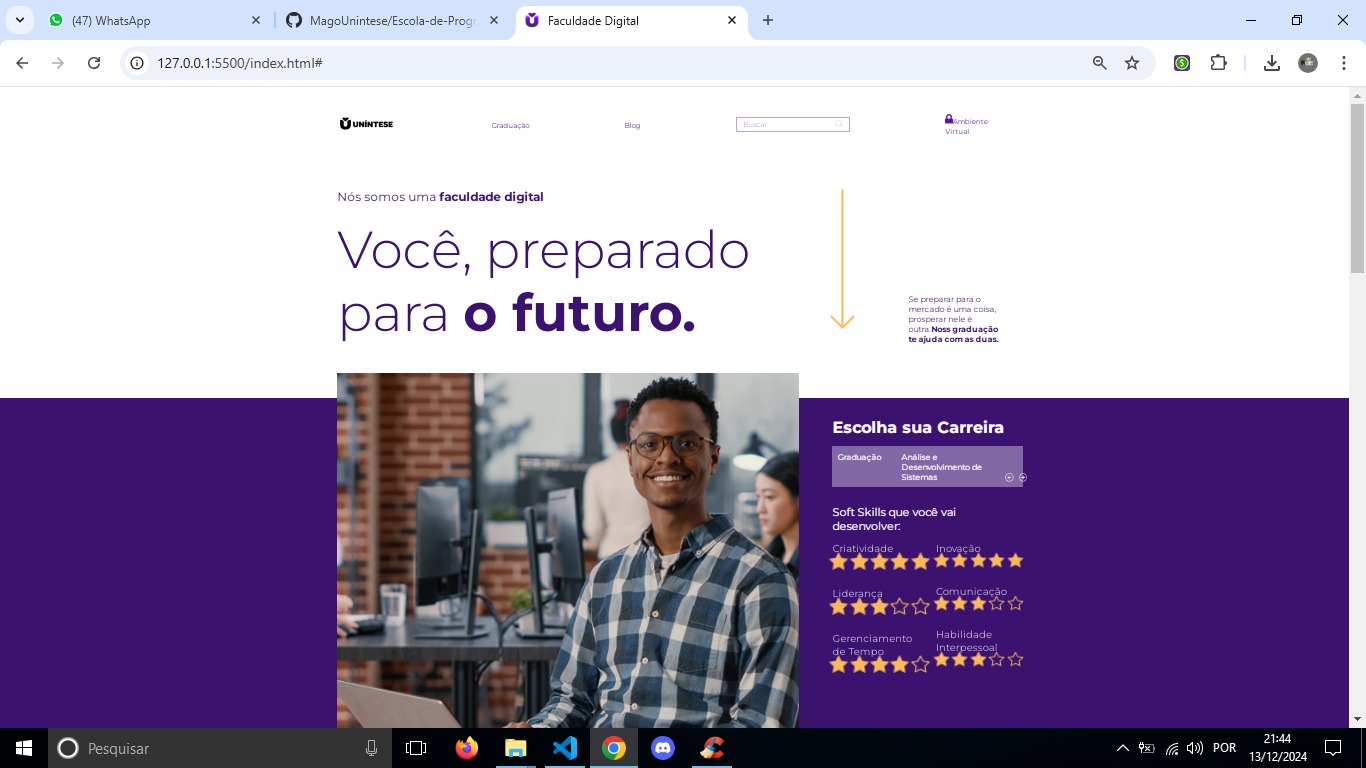 (47) WhatsApp
MagoUnintese/Escola-de-Progr
Faculdade Digital
127.0.0.1:5500/index.html#
UNÍNTESE
Graduação
Blog
Buscar
Ambiente
Virtual
Nós somos uma faculdade digital
Você, preparado
para o futuro.
Se preparar para o
mercado é uma coisa,
prosperar nele é
outra.Noss graduação
te ajuda com as duas.
Escolha sua Carreira
Graduação
Análise e
Desenvolvimento de
Sistemas
Soft Skills que você vai
desenvolver:
Criatividade
Inovação
Liderança
Comunicação
Gerenciamento
de Tempo
Habilidade
Interpessoal
Pesquisar
POR
21:44
13/12/2024